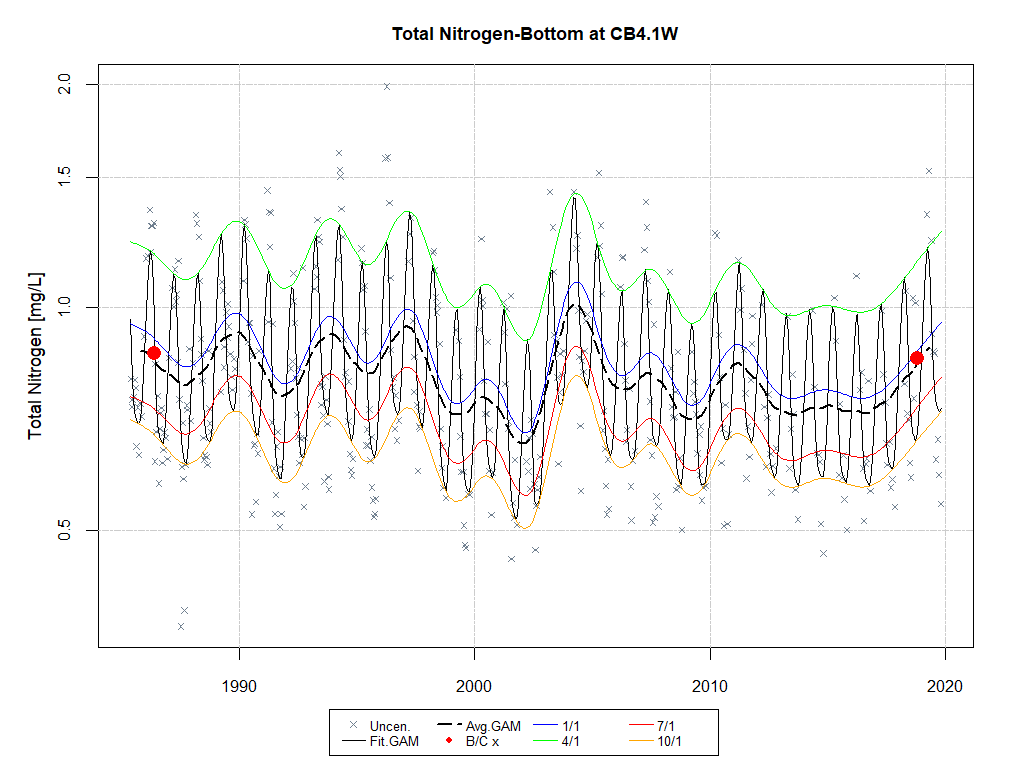 Total Nitrogen-Bottom at CB4.1W
Total Nitrogen [mg/L]
2.0
1.5
1.0
0.5
1990 2000 2010 2020
Uncen. Avg.GAM 1/1 7/1
Fit.GAM B/C x 4/1 10/1